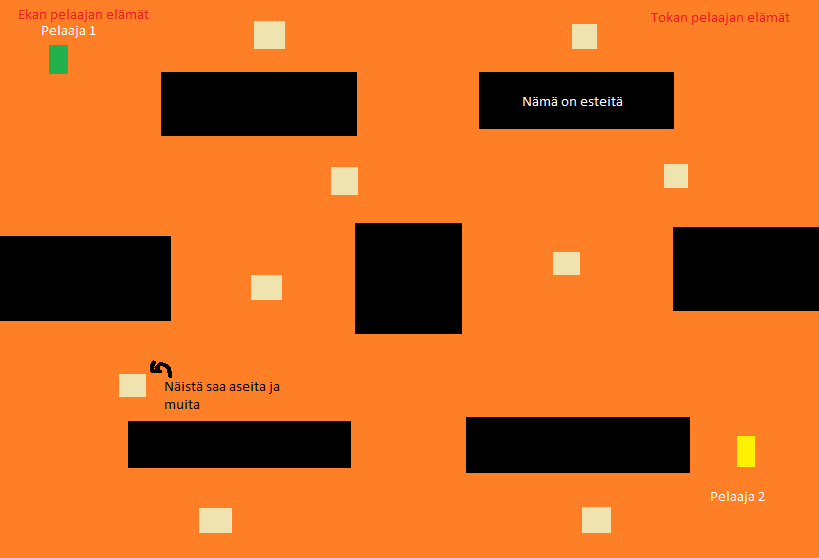 Ekan pelaajan elämät
Tokan pelaajan elämät
Pelaaja 1
Nämä on esteitä
Näistä saa aseita ja
muita
Pelaaja 2